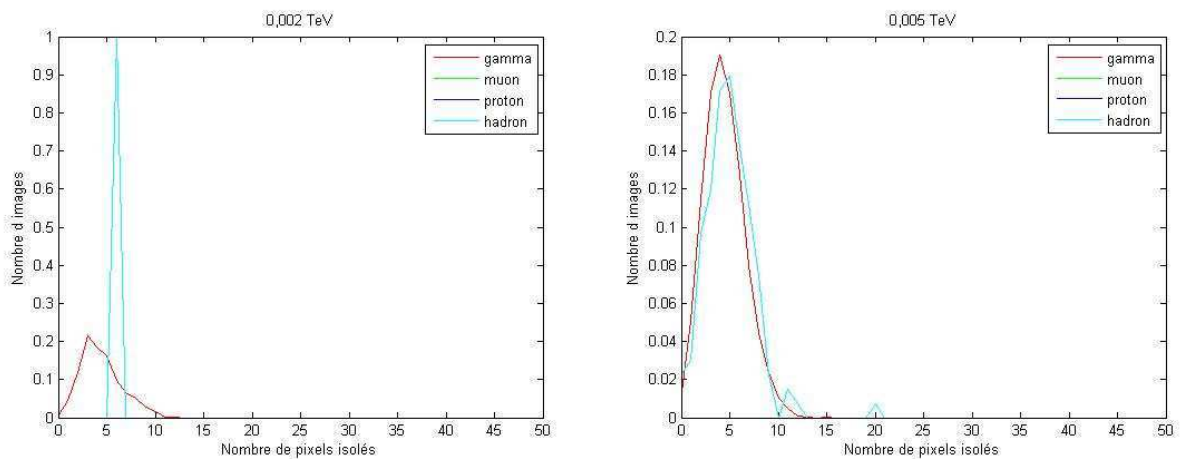 0,002 TeV
1
0.9
0.8
0.7
0.6
0.5
0.4
0.3
0.2
0.1
0
Nombre d images
gamma
muon
proton
hadron
0 5 10 15 20 25 30 35 40 45 50
Nombre de pixels isolés
0,005 TeV
0.2
0.18
0.16
0.14
0.12
0.1
0.08
0.06
0.04
0.02
0
Nombre d images
gamma
muon
proton
hadron
0 5 10 15 20 25 30 35 40 45 50
Nombre de pixels isolés